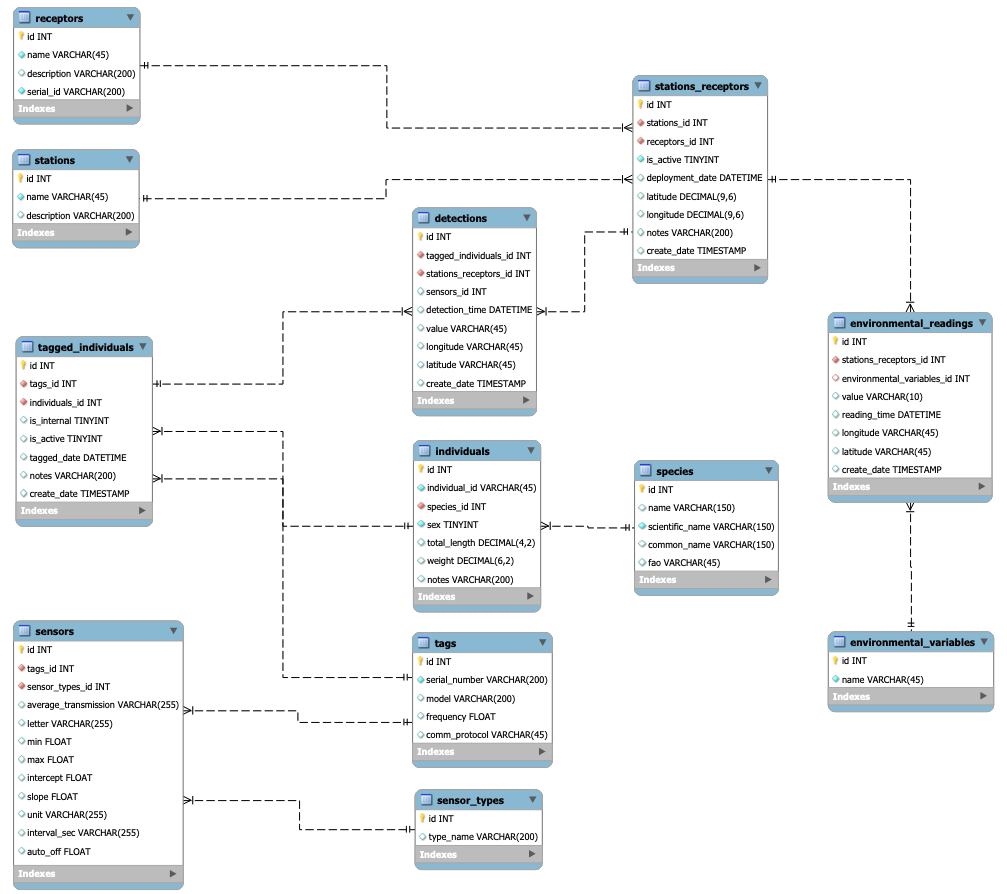 receptors
id INT
name VARCHAR(45)
description VARCHAR(200)
serial_id VARCHAR(200)
Indexes
stations
id INT
name VARCHAR(45)
description VARCHAR(200)
Indexes
stations_receptors
id INT
stations_id INT
receptors_id INT
is_active TINYINT
deployment_date DATETIME
latitude DECIMAL(9,6)
longitude DECIMAL(9,6)
notes VARCHAR(200)
create_date TIMESTAMP
Indexes
detections
id INT
tagged_individuals_id INT
stations_receptors_id INT
sensors_id INT
detection_time DATETIME
value VARCHAR(45)
longitude VARCHAR(45)
latitude VARCHAR(45)
create_date TIMESTAMP
Indexes
tagged_individuals
id INT
tags_id INT
individuals_id INT
is_internal TINYINT
is_active TINYINT
tagged_date DATETIME
notes VARCHAR(200)
create_date TIMESTAMP
Indexes
environmental_readings
id INT
stations_receptors_id INT
environmental_variables_id INT
value VARCHAR(10)
reading_time DATETIME
longitude VARCHAR(45)
latitude VARCHAR(45)
create_date TIMESTAMP
Indexes
individuals
id INT
individual_id VARCHAR(45)
species_id INT
sex TINYINT
total_length DECIMAL(4,2)
weight DECIMAL(6,2)
notes VARCHAR(200)
Indexes
species
id INT
name VARCHAR(150)
scientific_name VARCHAR(150)
common_name VARCHAR(150)
fao VARCHAR(45)
Indexes
sensors
id INT
tags_id INT
sensor_types_id INT
average_transmission VARCHAR(255)
letter VARCHAR(255)
min FLOAT
max FLOAT
intercept FLOAT
slope FLOAT
unit VARCHAR(255)
interval_sec VARCHAR(255)
auto_off FLOAT
Indexes
tags
id INT
serial_number VARCHAR(200)
model VARCHAR(200)
frequency FLOAT
comm_protocol VARCHAR(45)
Indexes
environmental_variables
id INT
name VARCHAR(45)
Indexes
sensor_types
id INT
type_name VARCHAR(200)
Indexes